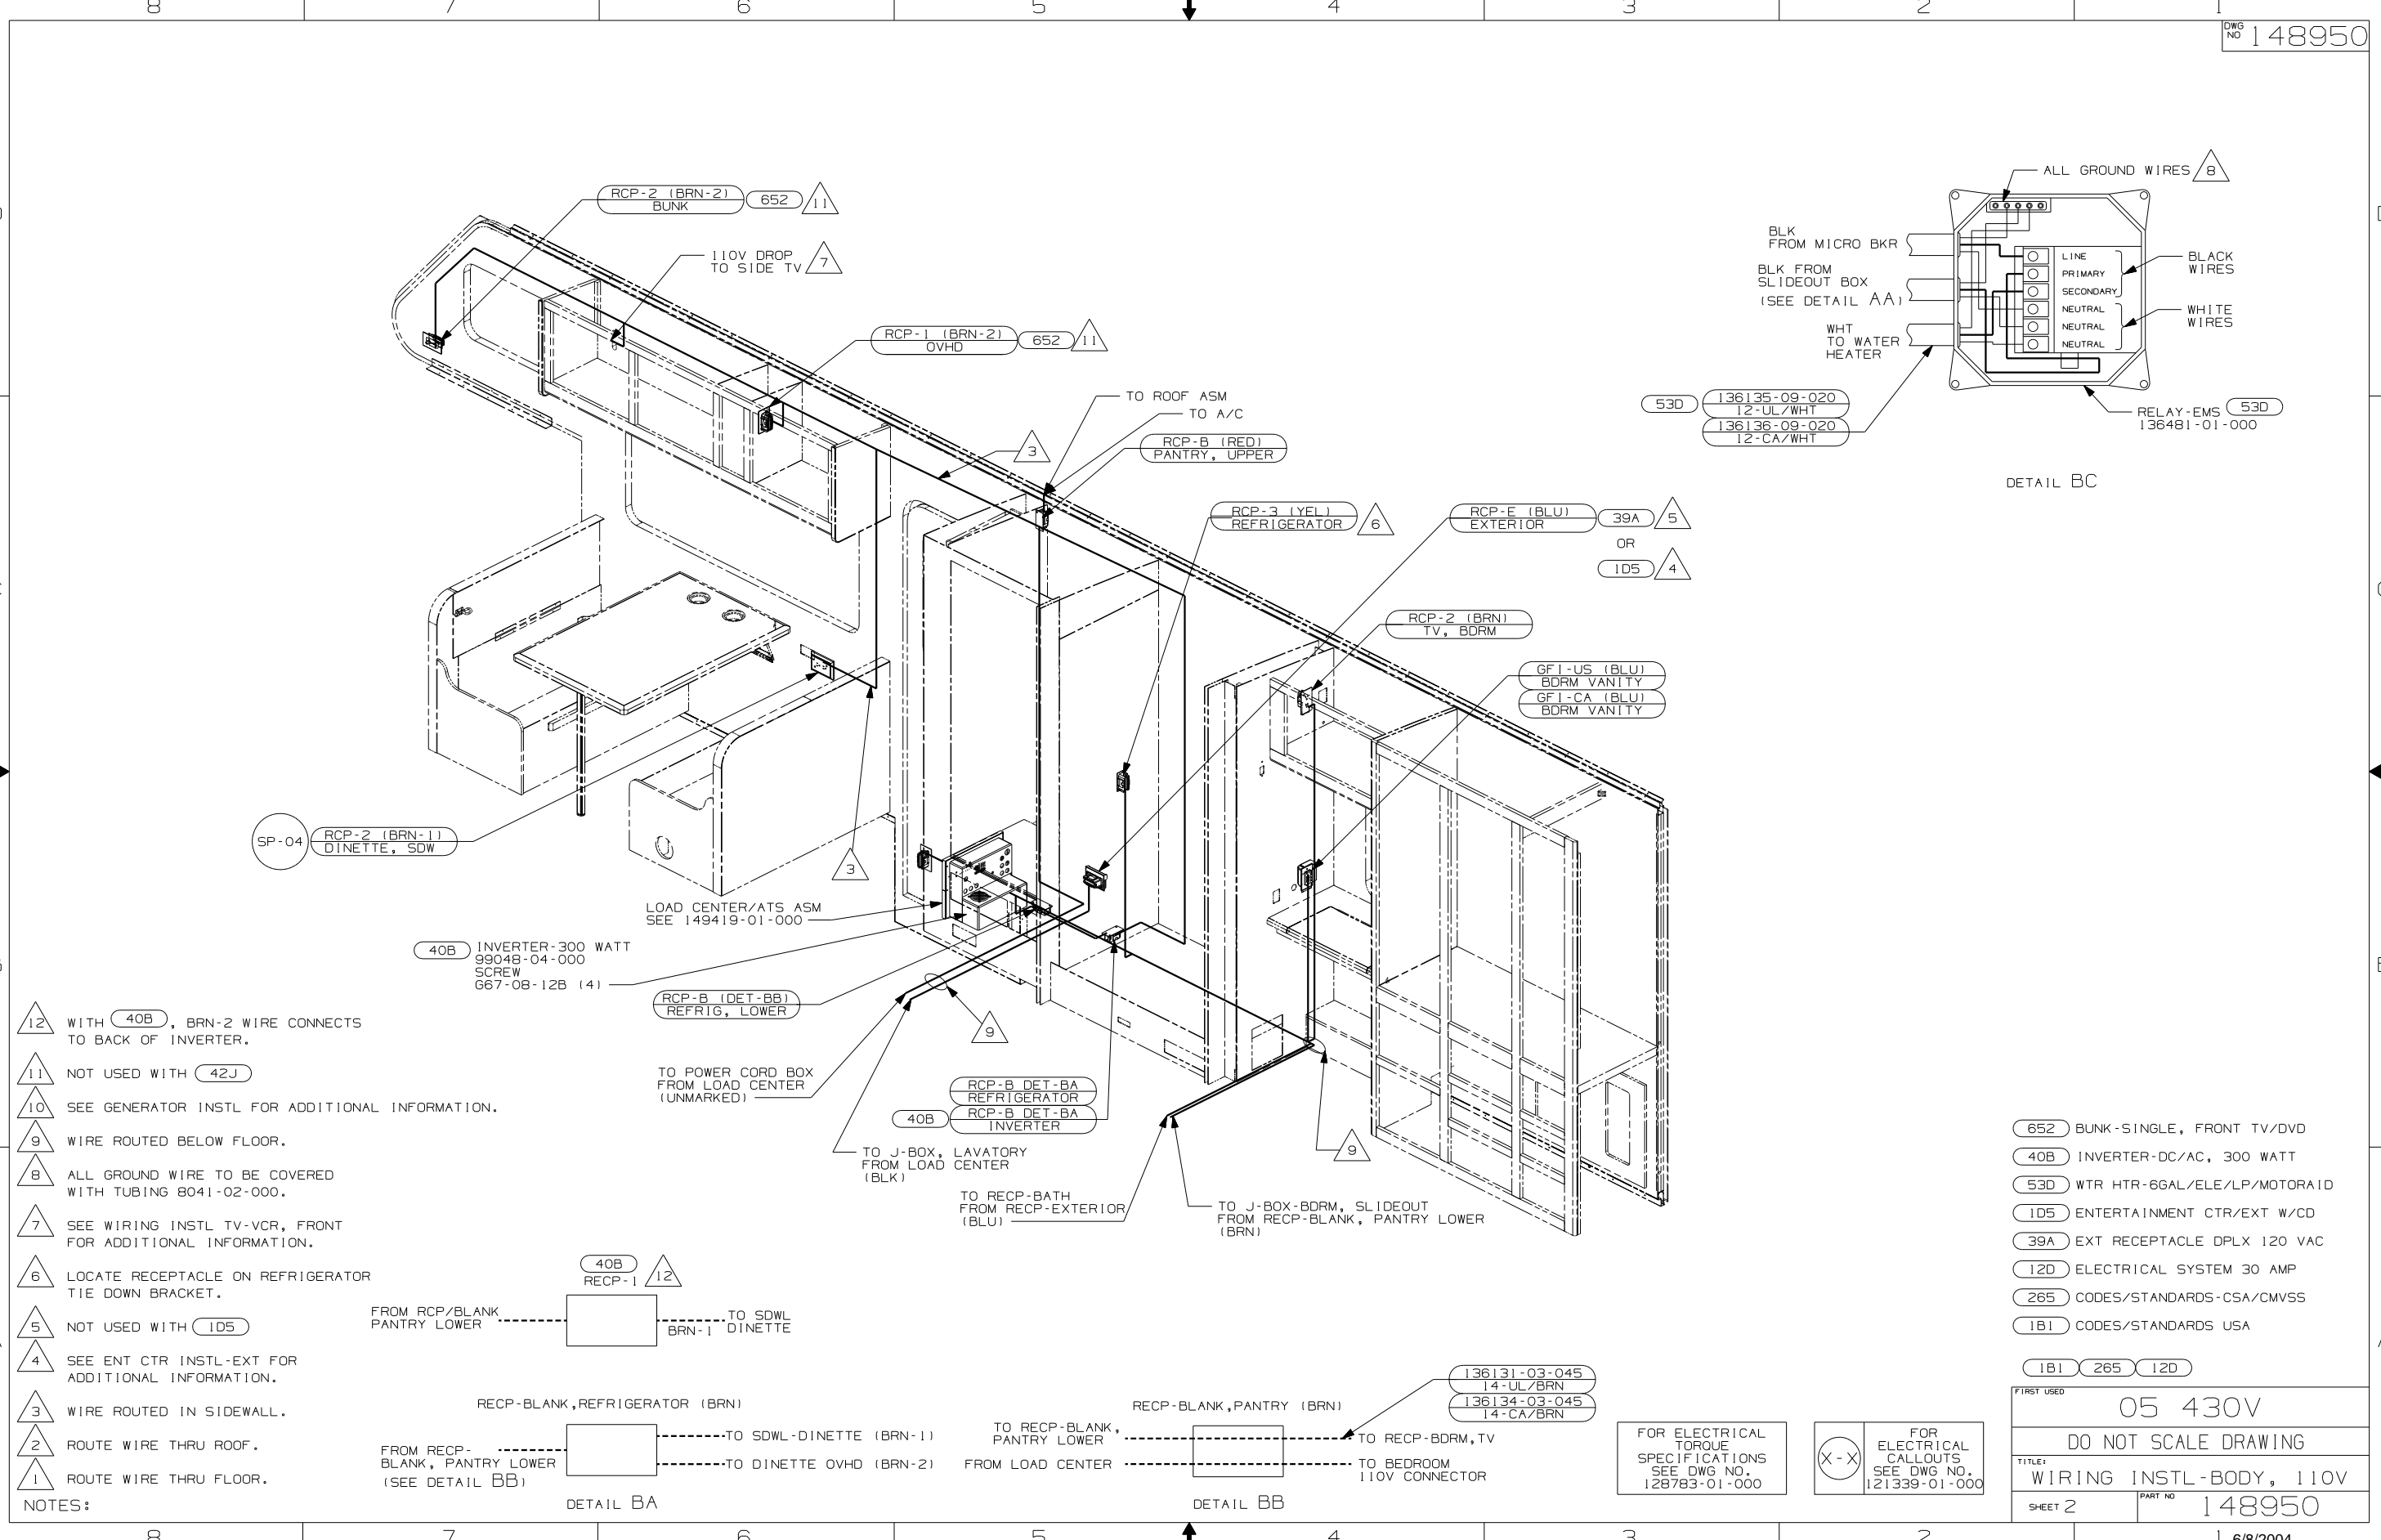 8 7 6 5 4 3 2 1
DWG NO 148950
RCP-2 (BRN-2)
BUNK
652
11
110V DROP
TO SIDE TV
7
RCP-1 (BRN-2)
OVHD
652
11
TO ROOF ASM
TO A/C
RCP-B (RED)
PANTRY, UPPER
3
RCP-3 (YEL)
REFRIGERATOR
6
RCP-E (BLU)
EXTERIOR
39A
5
OR
1D5
4
RCP-2 (BRN)
TV, BDRM
GFI-US (BLU)
BDRM VANITY
GFI-CA (BLU)
BDRM VANITY
ALL GROUND WIRES
8
BLK
FROM MICRO BKR
BLK FROM
SLIDEOUT BOX
(SEE DETAIL AA)
WHT
TO WATER
HEATER
LINE
PRIMARY
SECONDARY
NEUTRAL
NEUTRAL
NEUTRAL
BLACK
WIRES
WHITE
WIRES
53D
136135-09-020
12-UL/WHT
136136-09-020
12-CA/WHT
RELAY-EMS
53D
136481-01-000
DETAIL BC
SP-04
RCP-2 (BRN-1)
DINETTE, SDW
3
LOAD CENTER/ATS ASM
SEE 149419-01-000
40B
INVERTER-300 WATT
99048-04-000
SCREW
G67-08-12B (4)
RCP-B (DET-BB)
REFRIG, LOWER
9
TO POWER CORD BOX
FROM LOAD CENTER
(UNMARKED)
RCP-B DET-BA
REFRIGERATOR
40B
RCP-B DET-BA
INVERTER
TO J-BOX, LAVATORY
FROM LOAD CENTER
(BLK)
TO RECP-BATH
FROM RECP-EXTERIOR
(BLU)
TO J-BOX-BDRM, SLIDEOUT
FROM RECP-BLANK, PANTRY LOWER
(BRN)
9
12 WITH 40B, BRN-2 WIRE CONNECTS
TO BACK OF INVERTER.
11 NOT USED WITH 42J
10 SEE GENERATOR INSTL FOR ADDITIONAL INFORMATION.
9 WIRE ROUTED BELOW FLOOR.
8 ALL GROUND WIRE TO BE COVERED
WITH TUBING 8041-02-000.
7 SEE WIRING INSTL TV-VCR, FRONT
FOR ADDITIONAL INFORMATION.
6 LOCATE RECEPTACLE ON REFRIGERATOR
TIE DOWN BRACKET.
5 NOT USED WITH 1D5
4 SEE ENT CTR INSTL-EXT FOR
ADDITIONAL INFORMATION.
3 WIRE ROUTED IN SIDEWALL.
2 ROUTE WIRE THRU ROOF.
1 ROUTE WIRE THRU FLOOR.
NOTES:
40B
RECP-1
12
FROM RCP/BLANK
PANTRY LOWER
BRN-1
TO SDWL
DINETTE
RECP-BLANK,REFRIGERATOR (BRN)
FROM RECP-
BLANK, PANTRY LOWER
(SEE DETAIL BB)
TO SDWL-DINETTE (BRN-1)
TO DINETTE OVHD (BRN-2)
DETAIL BA
RECP-BLANK,PANTRY (BRN)
TO RECP-BLANK,
PANTRY LOWER
FROM LOAD CENTER
136131-03-045
14-UL/BRN
136134-03-045
14-CA/BRN
TO RECP-BDRM,TV
TO BEDROOM
110V CONNECTOR
DETAIL BB
FOR ELECTRICAL
TORQUE
SPECIFICATIONS
SEE DWG NO.
128783-01-000
X-X
FOR
ELECTRICAL
CALLOUTS
SEE DWG NO.
121339-01-000
652 BUNK-SINGLE, FRONT TV/DVD
40B INVERTER-DC/AC, 300 WATT
53D WTR HTR-6GAL/ELE/LP/MOTORAID
1D5 ENTERTAINMENT CTR/EXT W/CD
39A EXT RECEPTACLE DPLX 120 VAC
12D ELECTRICAL SYSTEM 30 AMP
265 CODES/STANDARDS-CSA/CMVSS
1B1 CODES/STANDARDS USA
1B1 265 12D
FIRST USED
05 430V
DO NOT SCALE DRAWING
TITLE:
WIRING INSTL-BODY, 110V
SHEET 2
PART NO 148950
8 7 6 5 4 3 2 1
6/8/2004